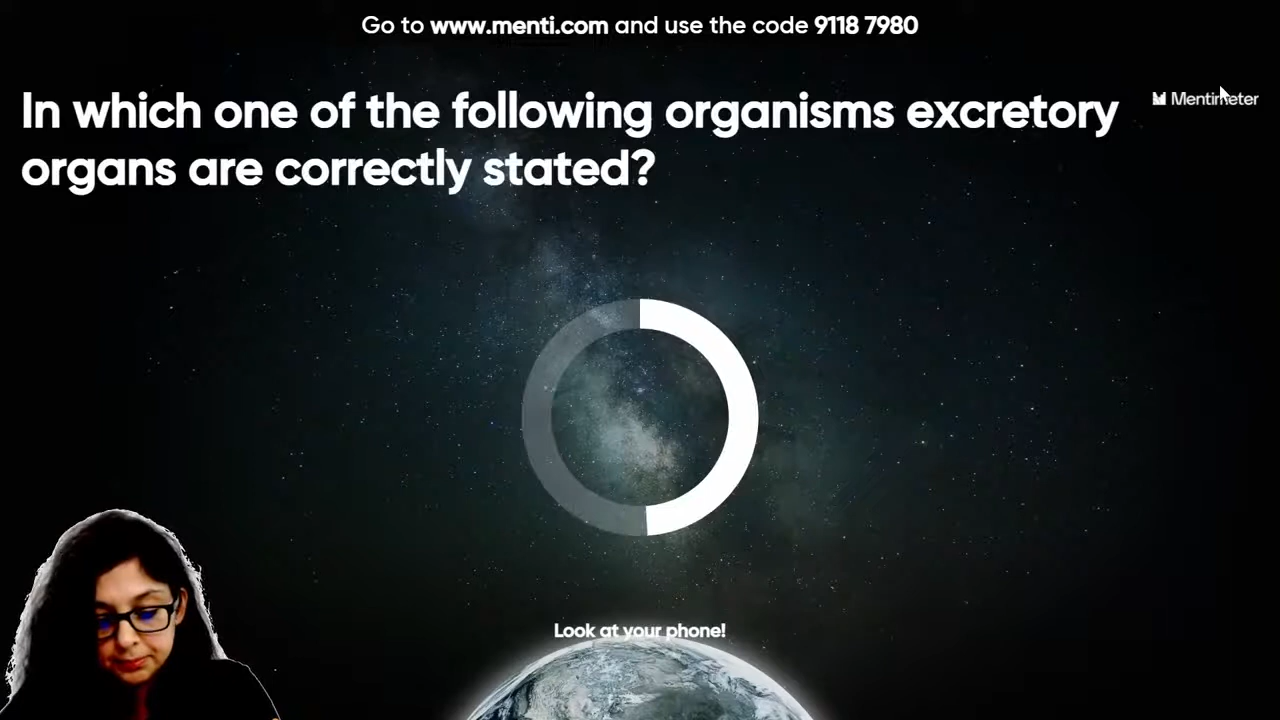 Go to www.menti.com and use the code 9118 7980
In which one of the following organisms excretory
organs are correctly stated?
Mentimeter
Look at your phone!